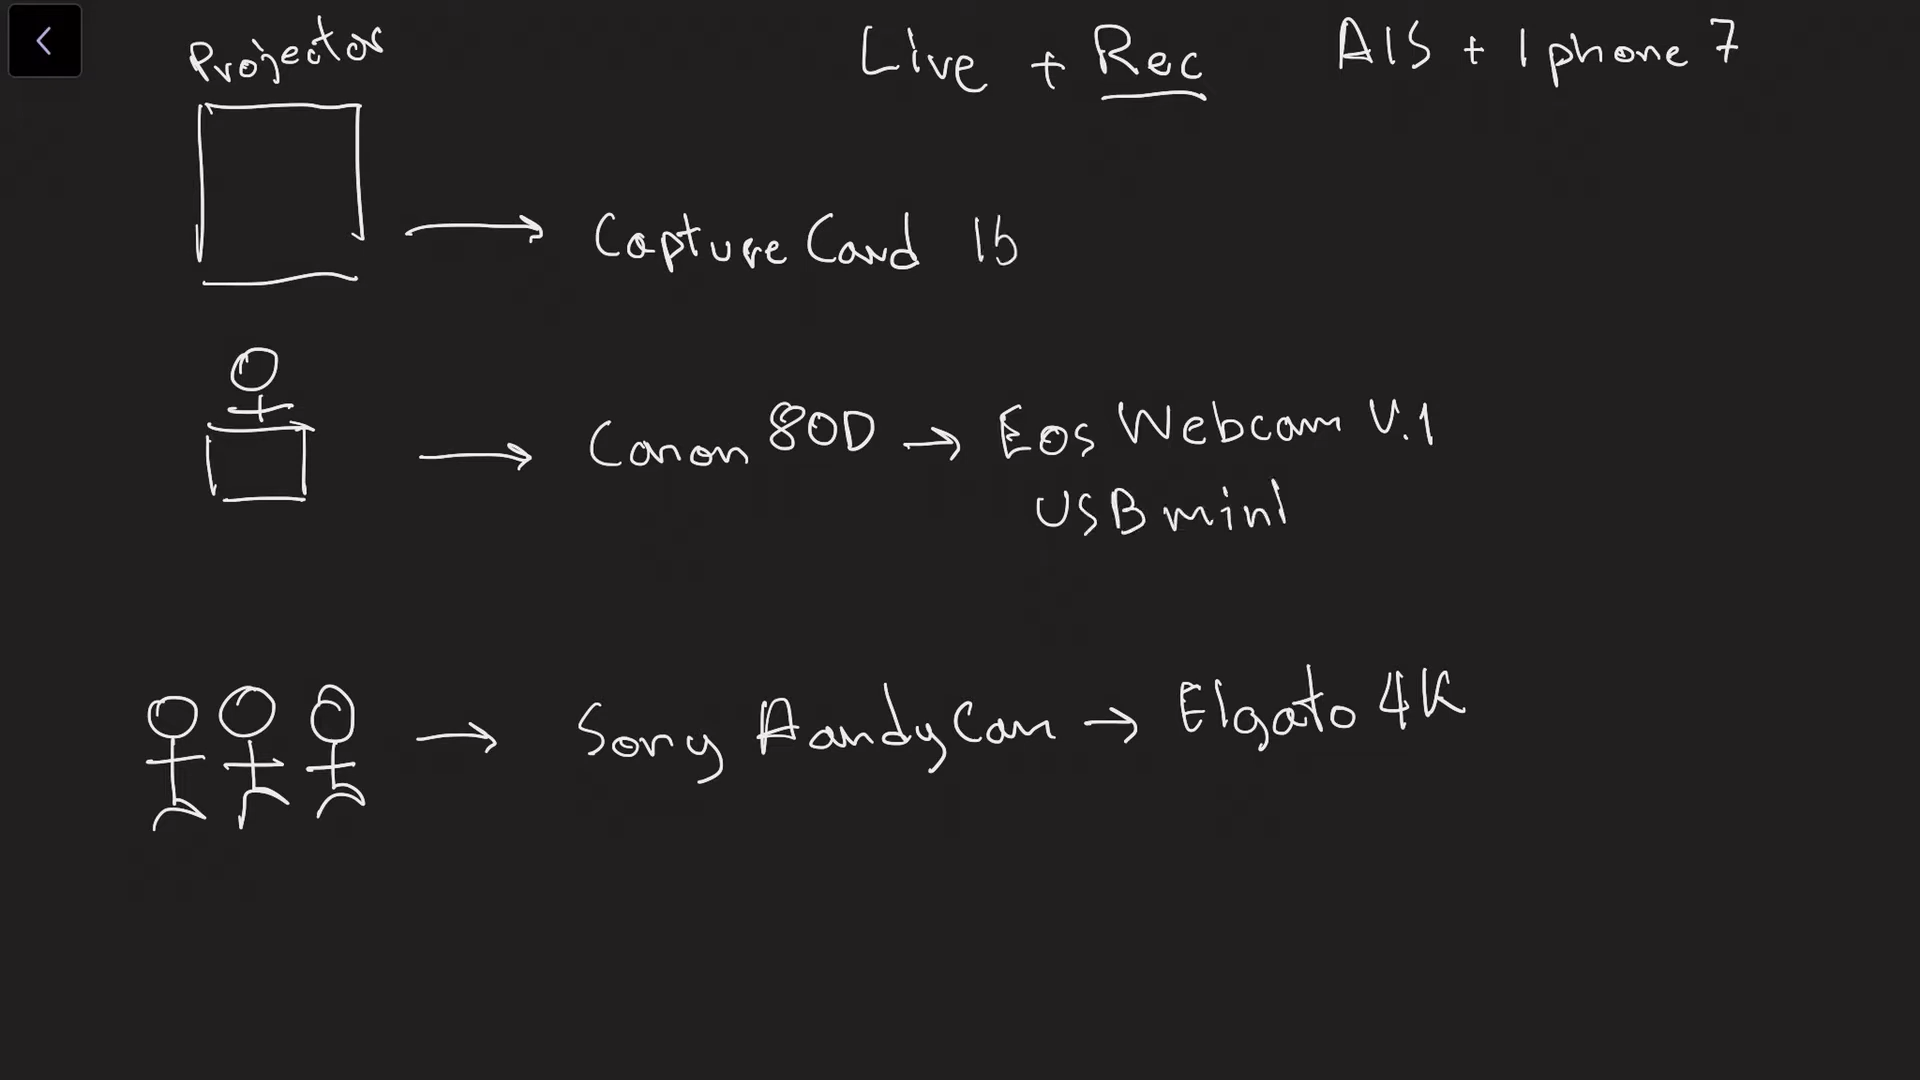 Projector
Live + Rec
AIS + Iphone 7
Capture Card 15
Canon 80D → Eos Webcam V.1
USB mini
Sony HandyCam → Elgato 4K